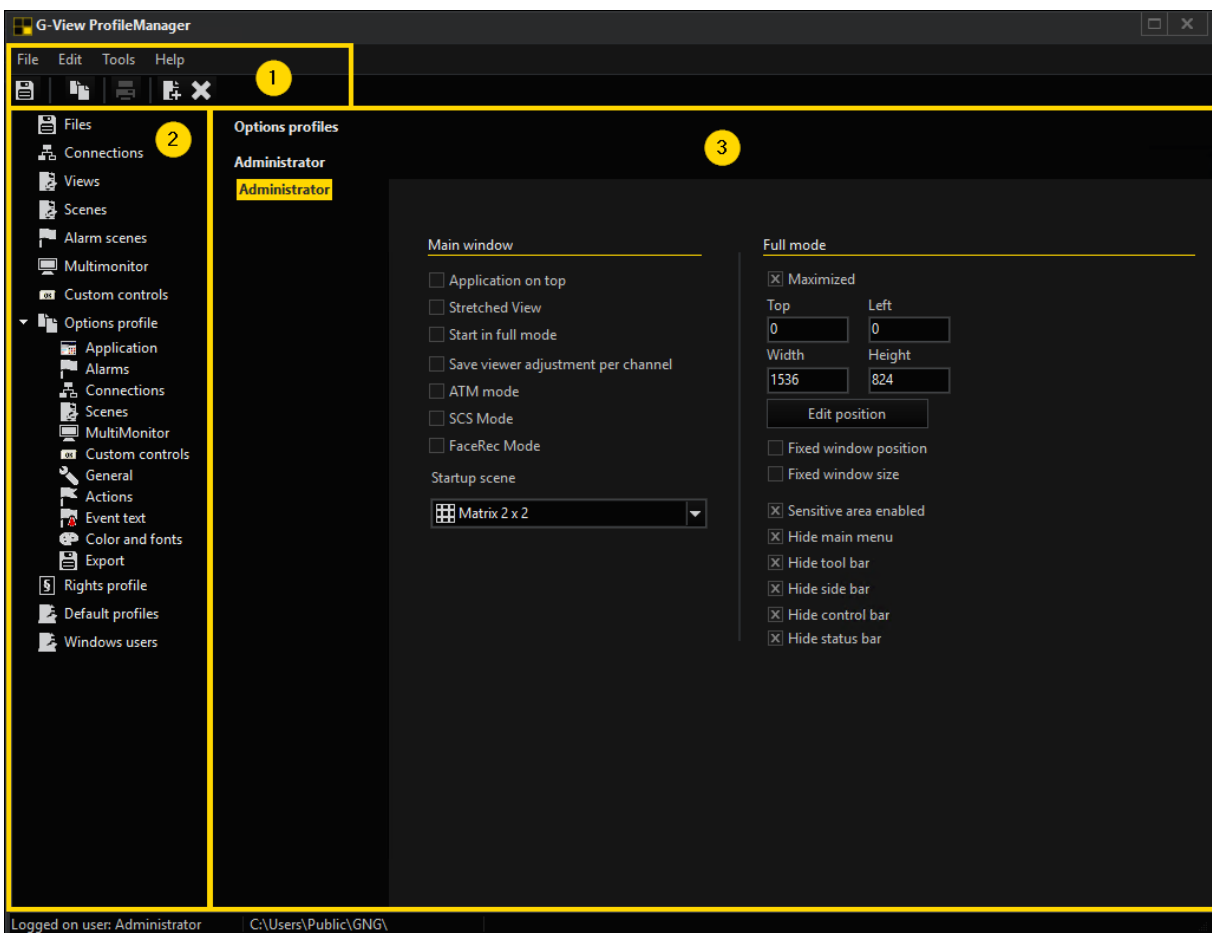 G-View ProfileManager
File Edit Tools Help
1
2
Files
Connections
Views
Scenes
Alarm scenes
Multimonitor
Custom controls
Options profile
Application
Alarms
Connections
Scenes
MultiMonitor
Custom controls
General
Actions
Event text
Color and fonts
Export
Rights profile
Default profiles
Windows users
3
Options profiles
Administrator
Administrator
Main window
Application on top
Stretched View
Start in full mode
Save viewer adjustment per channel
ATM mode
SCS Mode
FaceRec Mode
Startup scene
Matrix 2 x 2
Full mode
Maximized
Top Left
0 0
Width Height
1536 824
Edit position
Fixed window position
Fixed window size
Sensitive area enabled
Hide main menu
Hide tool bar
Hide side bar
Hide control bar
Hide status bar
Logged on user: Administrator C:\Users\Public\GNG\